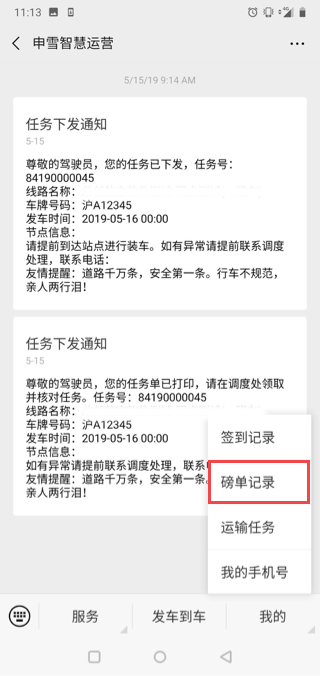 11:13
申雪智慧运营
5/15/19 9:14 AM
任务下发通知
5-15
尊敬的驾驶员，您的任务已下发，任务号：
84190000045
线路名称：
车牌号码：沪A12345
发车时间：2019-05-16 00:00
节点信息：
请提前到达站点进行装车。如有异常请提前联系调度
处理，联系电话：
友情提醒：道路千万条，安全第一条。行车不规范，
亲人两行泪！
任务下发通知
5-15
尊敬的驾驶员，您的任务单已打印，请在调度处领取
并核对任务。任务号：84190000045
线路名称：
车牌号码：沪A12345
发车时间：2019-05-16 00:00
节点信息：
如有异常请提前联系调度处理，联系
友情提醒：道路千万条，安全第一条。
亲人两行泪！
签到记录
磅单记录
运输任务
我的手机号
服务
发车到车
我的